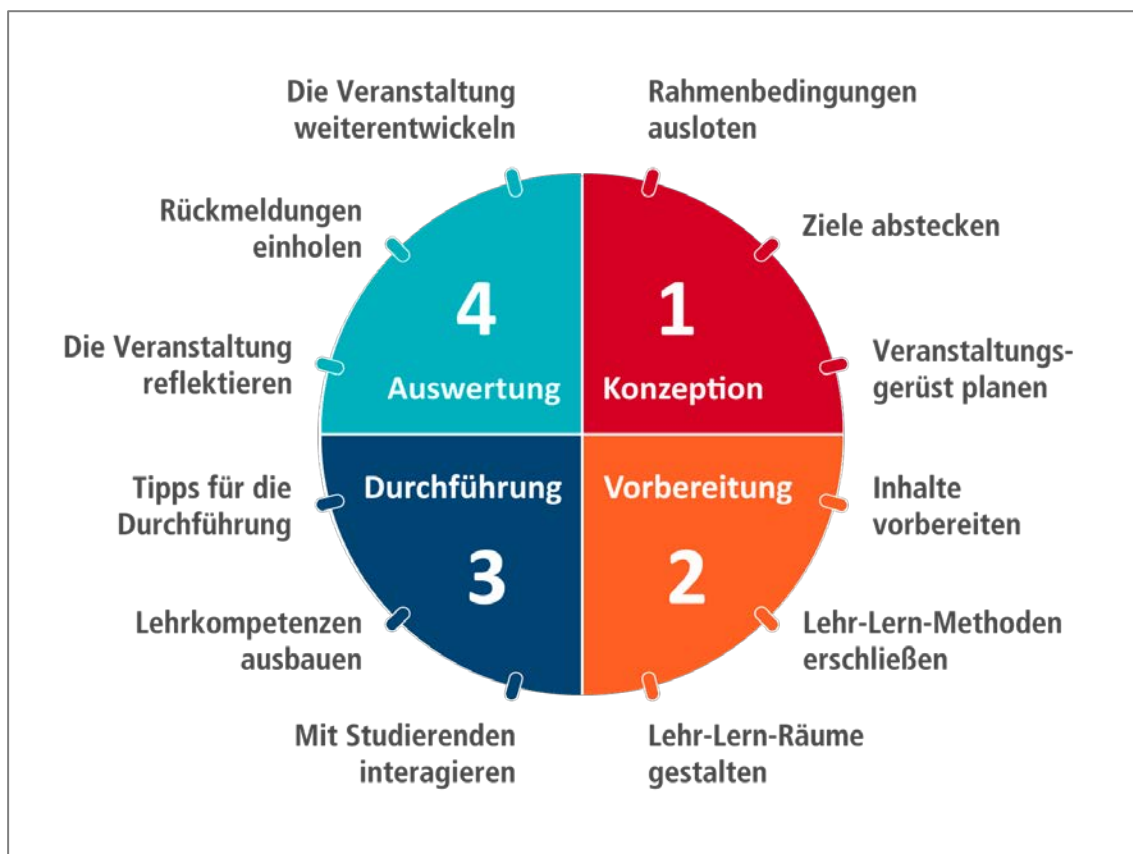 Rahmenbedingungen
ausloten
Ziele abstecken
Veranstaltungs-
gerüst planen
1
Konzeption
Inhalte
vorbereiten
Lehr-Lern-Methoden
erschließen
Lehr-Lern-Räume
gestalten
Vorbereitung
2
Mit Studierenden
interagieren
Lehrkompetenzen
ausbauen
Tipps für die
Durchführung
Durchführung
3
Die Veranstaltung
reflektieren
Rückmeldungen
einholen
Die Veranstaltung
weiterentwickeln
4
Auswertung